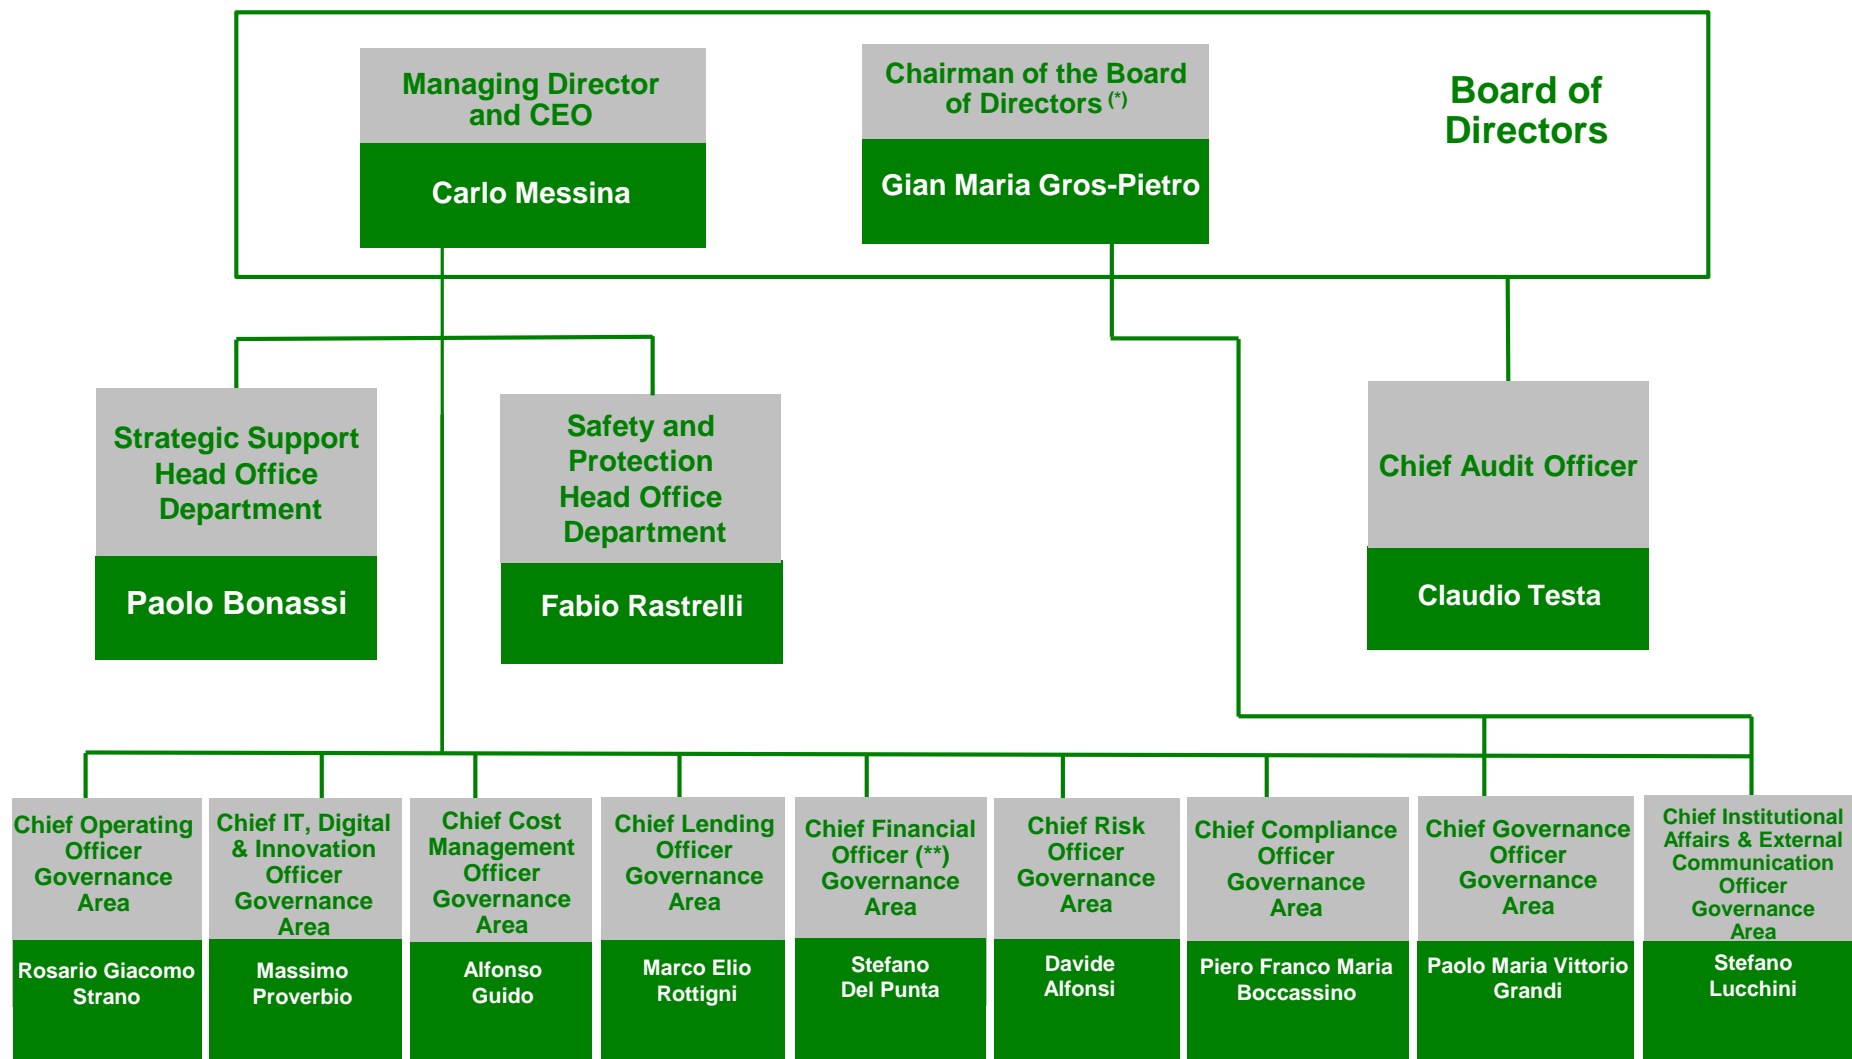 Managing Director
and CEO
Carlo Messina
Chairman of the Board
of Directors (*)
Gian Maria Gros-Pietro
Board of
Directors
Strategic Support
Head Office
Department
Paolo Bonassi
Safety and
Protection
Head Office
Department
Fabio Rastrelli
Chief Audit Officer
Claudio Testa
Chief Operating
Officer
Governance
Area
Rosario Giacomo
Strano
Chief IT, Digital
& Innovation
Officer
Governance
Area
Massimo
Proverbio
Chief Cost
Management
Officer
Governance
Area
Alfonso
Guido
Chief Lending
Officer
Governance
Area
Marco Elio
Rottigni
Chief Financial
Officer (**)
Governance
Area
Stefano
Del Punta
Chief Risk
Officer
Governance
Area
Davide
Alfonsi
Chief Compliance
Officer
Governance
Area
Piero Franco Maria
Boccassino
Chief Governance
Officer
Governance
Area
Paolo Maria Vittorio
Grandi
Chief Institutional
Affairs & External
Communication
Officer
Governance
Area
Stefano
Lucchini